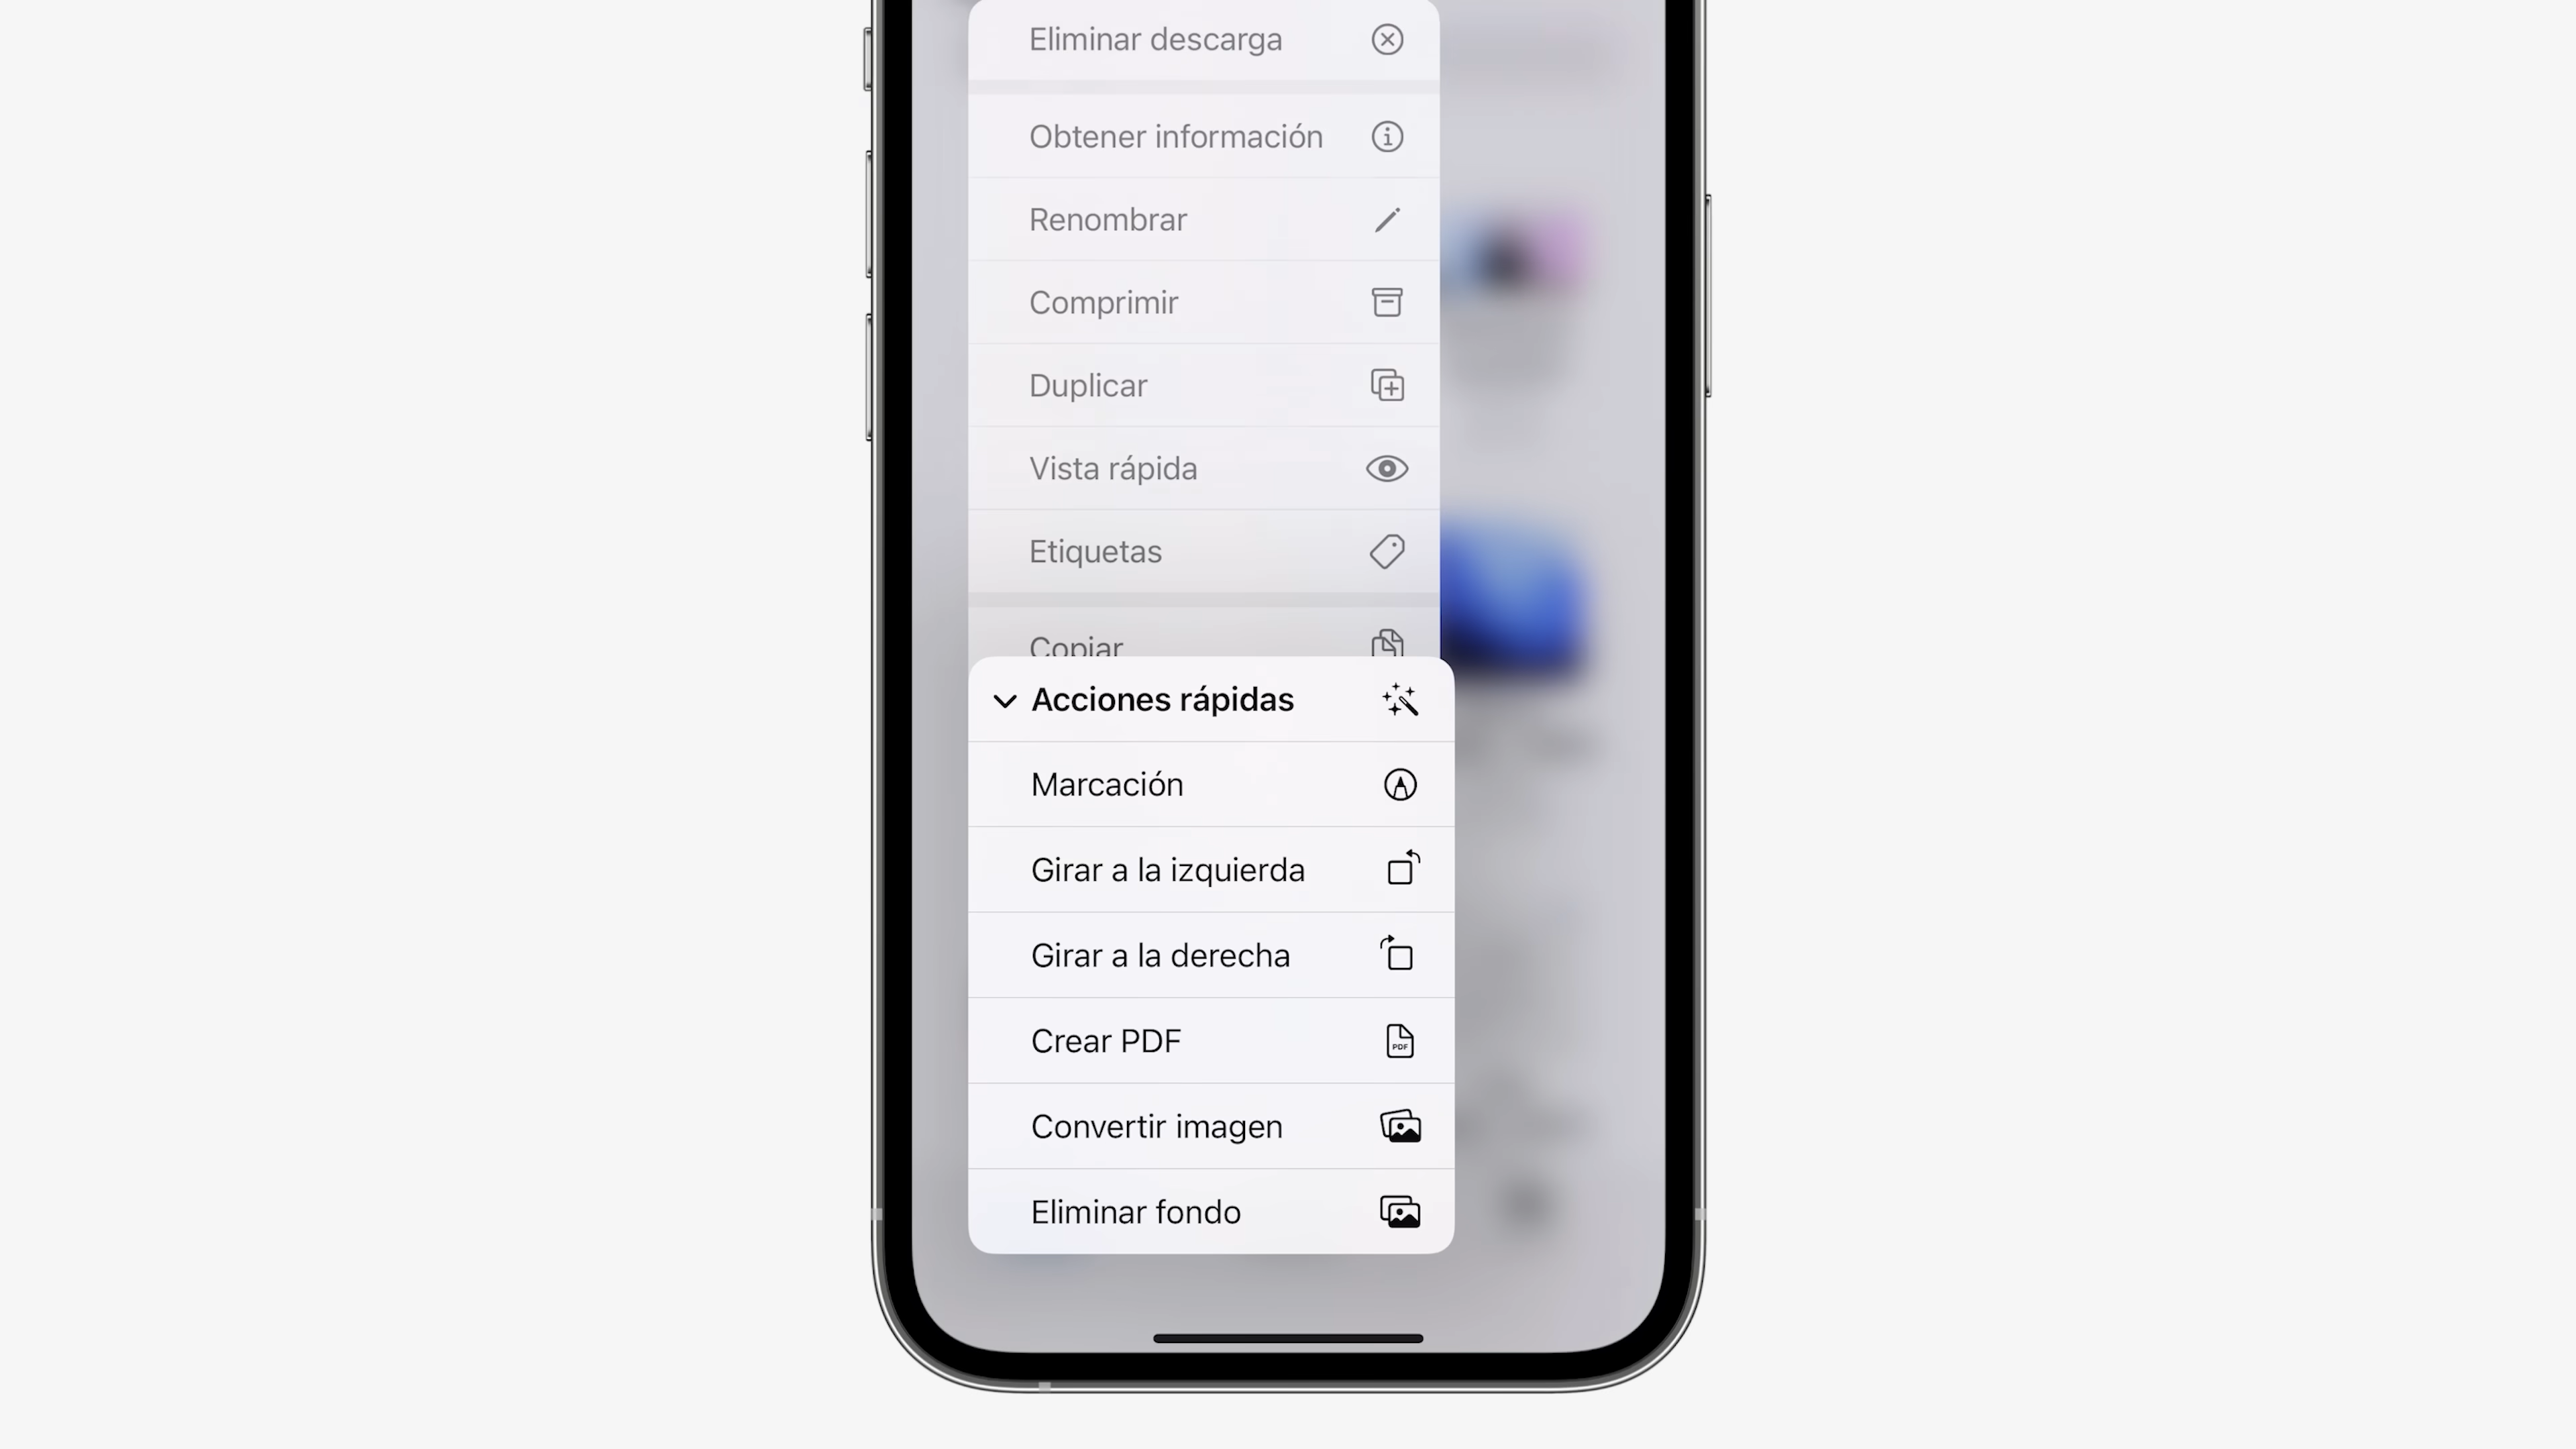 Eliminar descarga
Obtener información
Renombrar
Comprimir
Duplicar
Vista rápida
Etiquetas
Copiar
Acciones rápidas
Marcación
Girar a la izquierda
Girar a la derecha
Crear PDF
PDF
Convertir imagen
Eliminar fondo